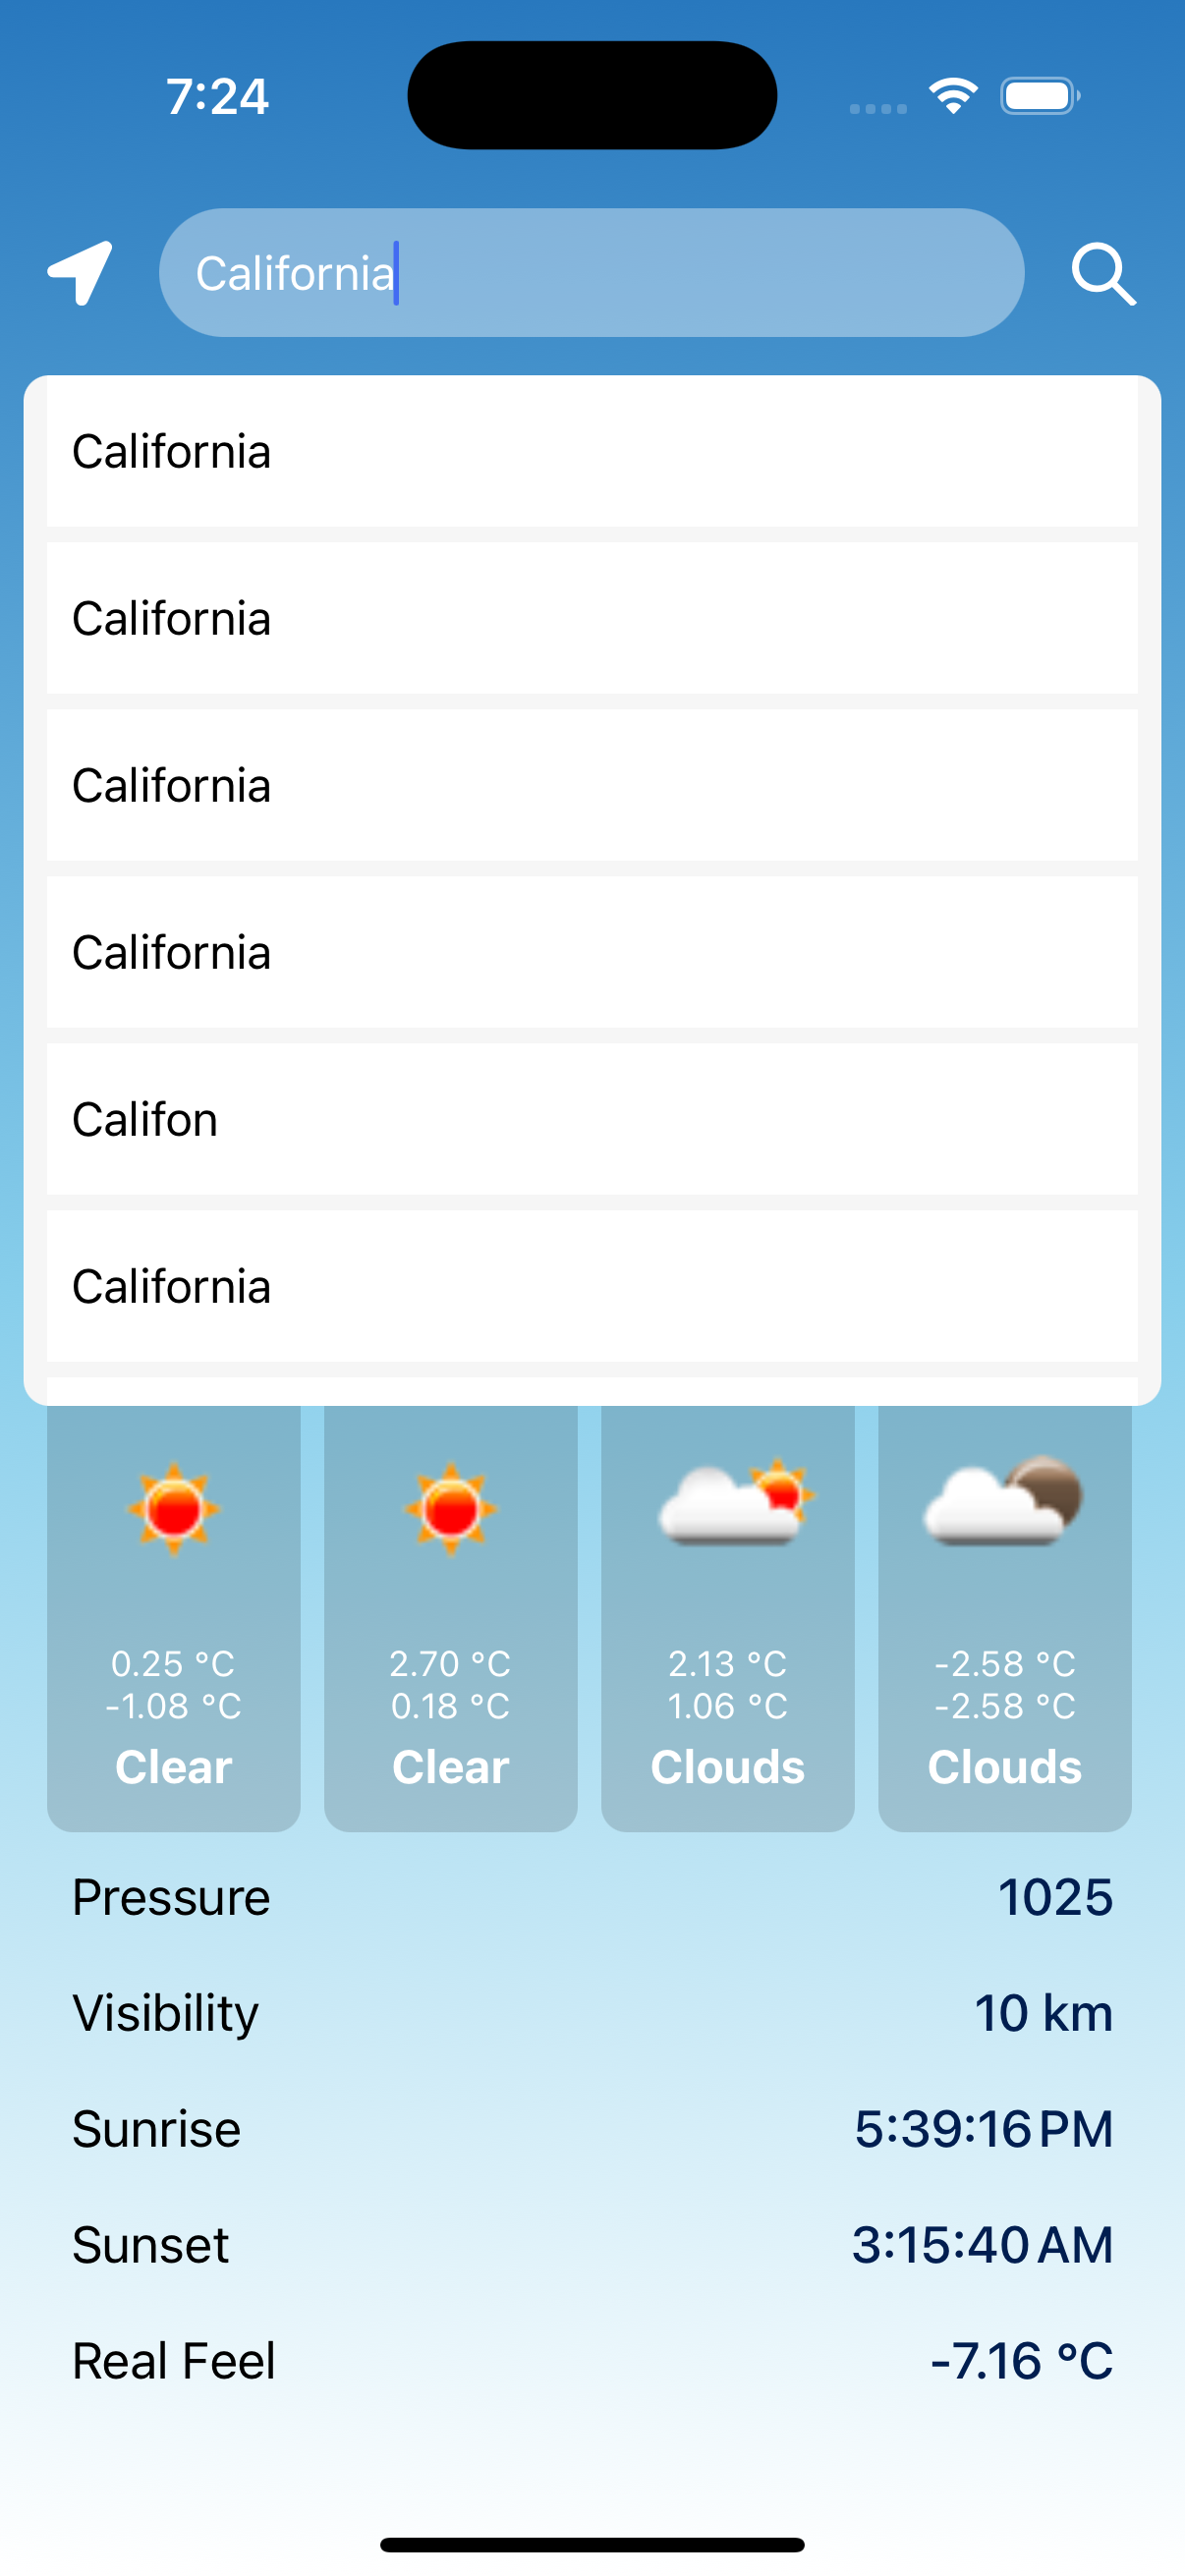 7:24
California
California
California
California
California
Califon
California
0.25 °C
-1.08 °C
Clear
2.70 °C
0.18 °C
Clear
2.13 °C
1.06 °C
Clouds
-2.58 °C
-2.58 °C
Clouds
Pressure 1025
Visibility 10 km
Sunrise 5:39:16 PM
Sunset 3:15:40 AM
Real Feel -7.16 °C